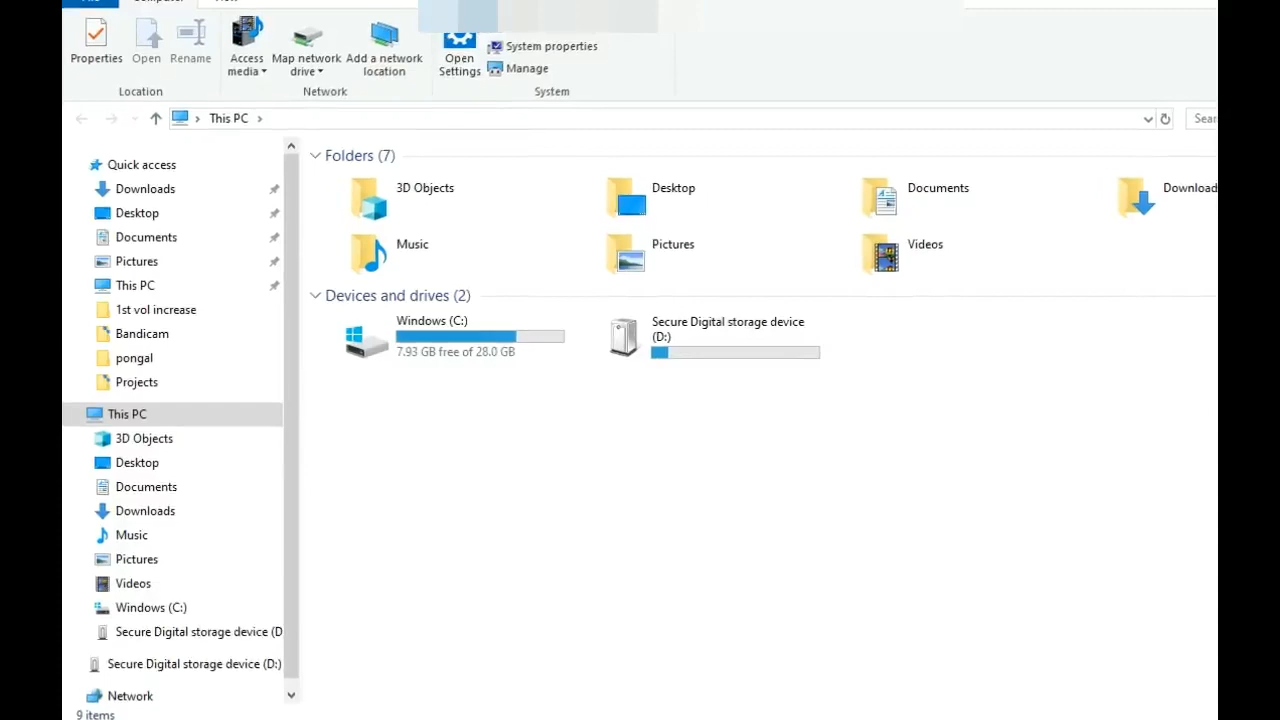 Properties
Open
Rename
Access
media
Map network
drive
Add a network
location
Open
Settings
System properties
Manage
Location
Network
System
This PC
Quick access
Downloads
Desktop
Documents
Pictures
This PC
1st vol increase
Bandicam
pongal
Projects
This PC
3D Objects
Desktop
Documents
Downloads
Music
Pictures
Videos
Windows (C:)
Secure Digital storage device (D
Secure Digital storage device (D:)
Network
9 items
Folders (7)
3D Objects
Desktop
Documents
Download
Music
Pictures
Videos
Devices and drives (2)
Windows (C:)
7.93 GB free of 28.0 GB
Secure Digital storage device
(D:)